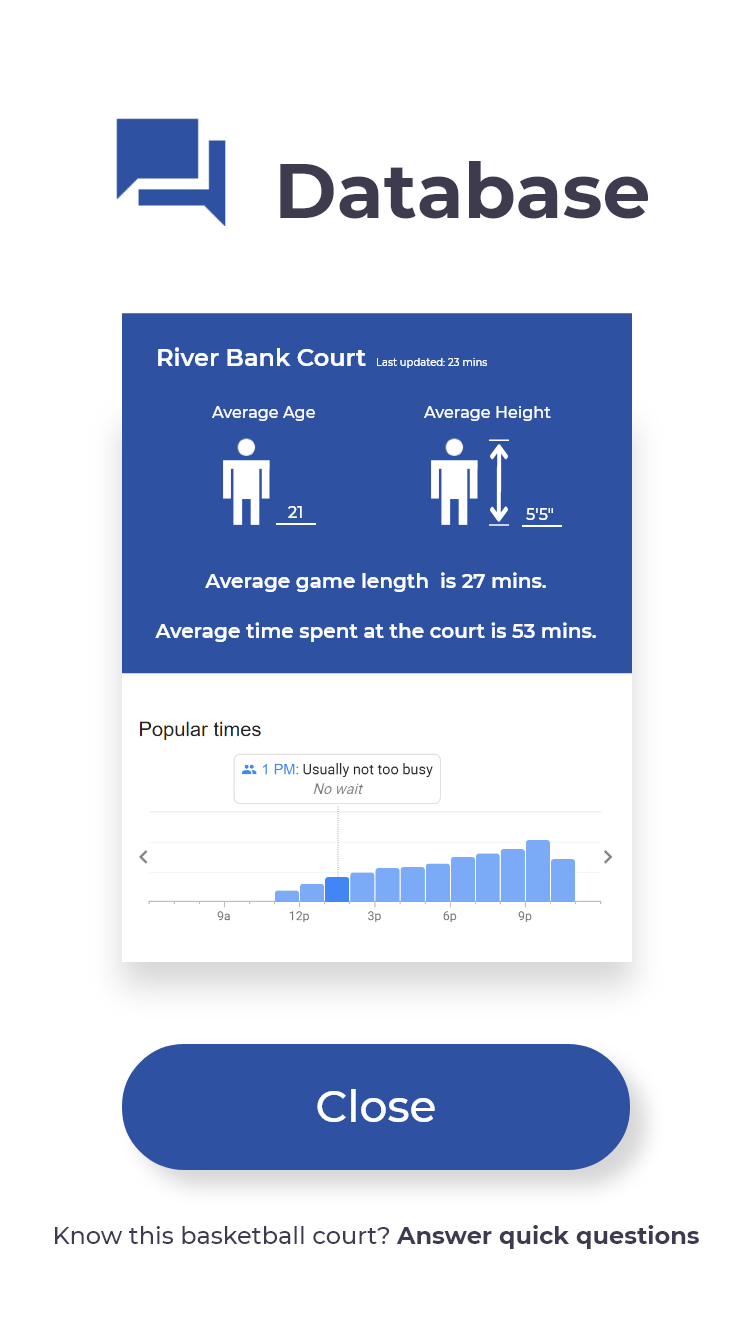 Database
River Bank Court Last updated: 23 mins
Average Age Average Height
21 5'5"
Average game length is 27 mins.
Average time spent at the court is 53 mins.
Popular times
1 PM: Usually not too busy
No wait
9a 12p 3p 6p 9p
Close
Know this basketball court? Answer quick questions